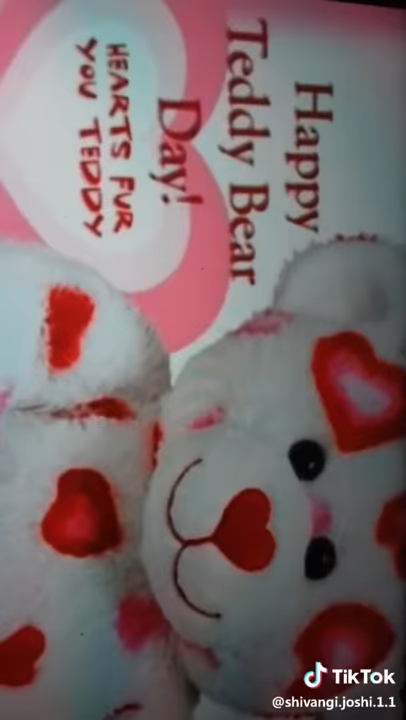 Happy
Teddy Bear
Day!
HEARTS FUR
YOU TEDDY
TikTok
@shivangi.joshi.1.1